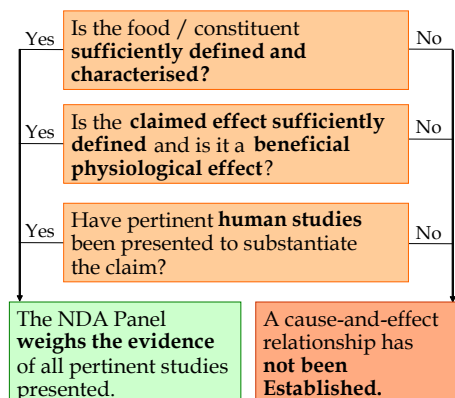 Yes
Is the food / constituent
sufficiently defined and
characterised?
No
Yes
Is the claimed effect sufficiently
defined and is it a beneficial
physiological effect?
No
Yes
Have pertinent human studies
been presented to substantiate
the claim?
No
The NDA Panel
weighs the evidence
of all pertinent studies
presented.
A cause-and-effect
relationship has
not been
Established.